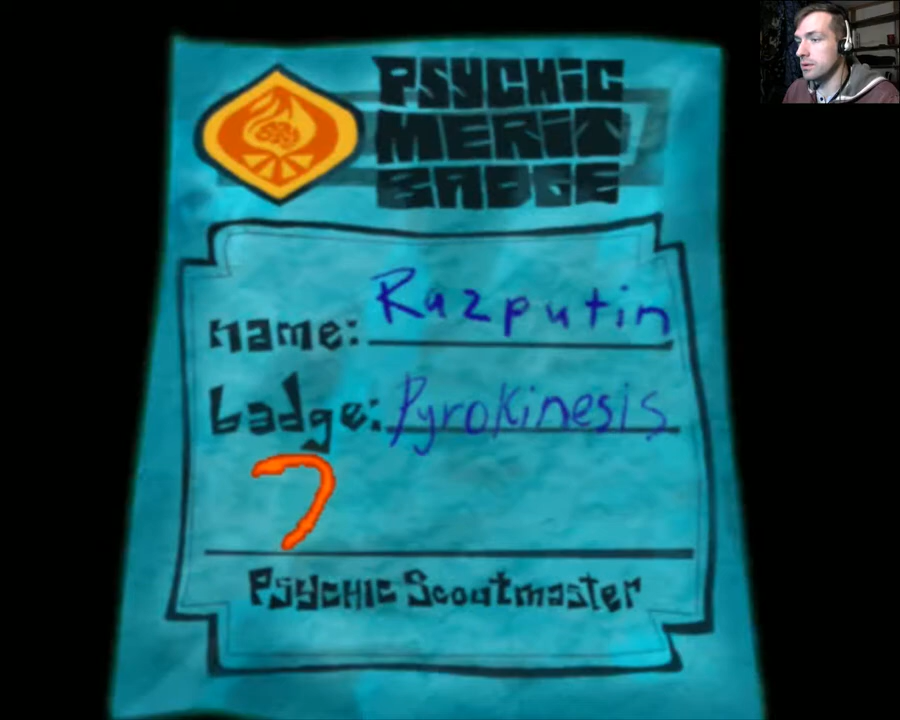 PSYCHIC
MERIT
BADGE
name: Razputin
badge: Pyrokinesis
Psychic Scoutmaster